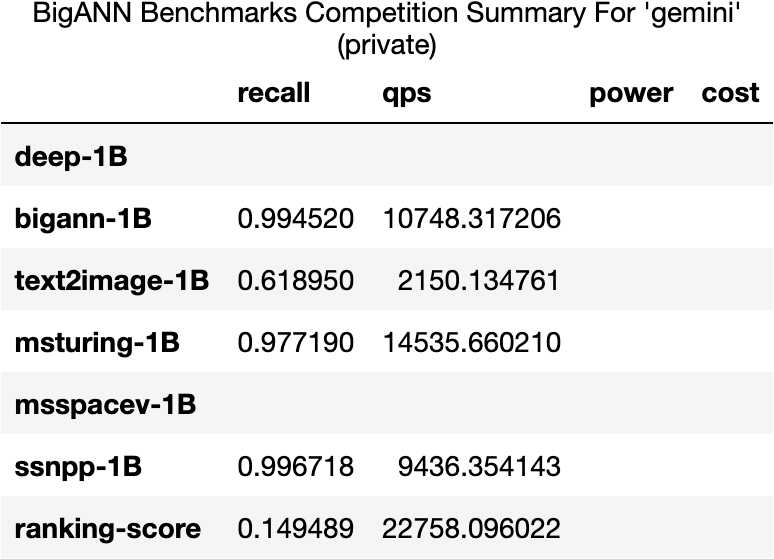 BigANN Benchmarks Competition Summary For 'gemini'
(private)
recall qps power cost
deep-1B
bigann-1B 0.994520 10748.317206
text2image-1B 0.618950 2150.134761
msturing-1B 0.977190 14535.660210
msspacev-1B
ssnpp-1B 0.996718 9436.354143
ranking-score 0.149489 22758.096022